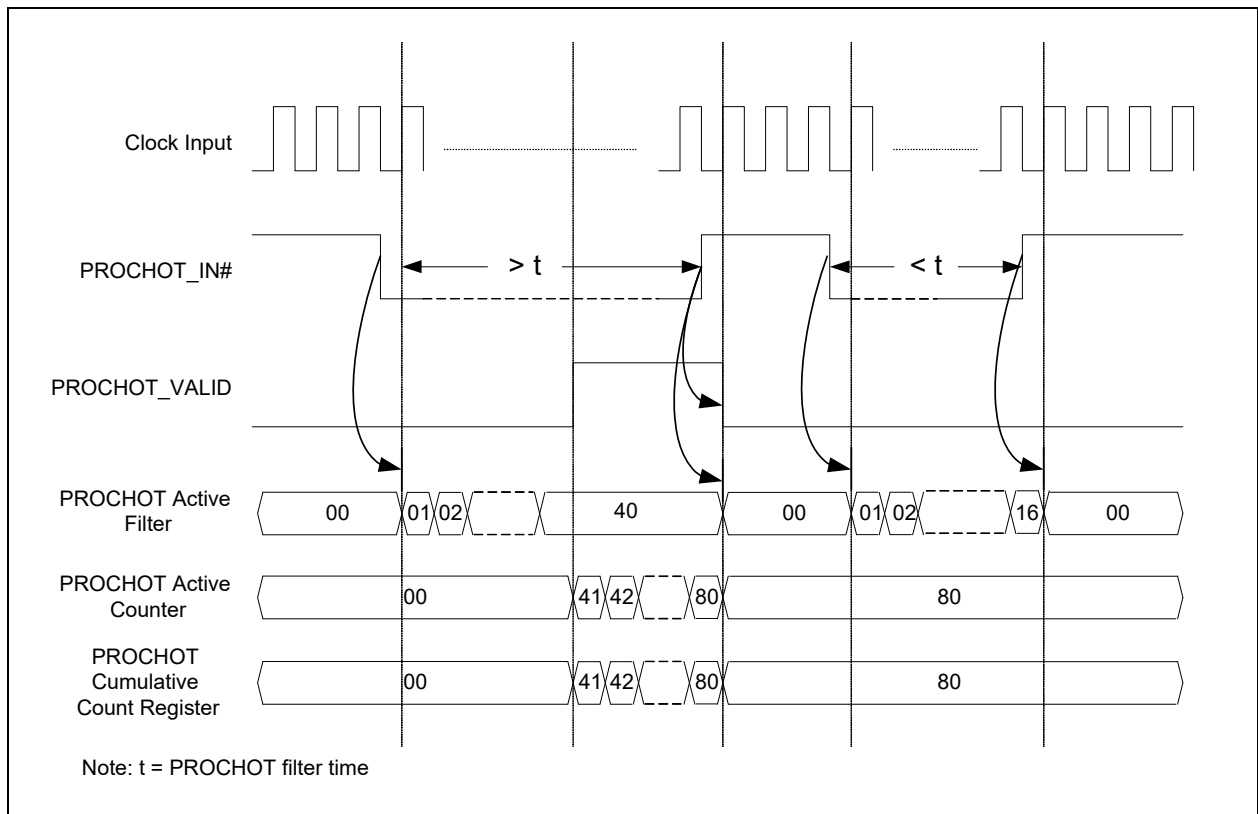 Clock Input
PROCHOT_IN#
> t
< t
PROCHOT_VALID
PROCHOT Active
Filter
00 01 02 40 00 01 02 16 00
PROCHOT Active
Counter
00 41 42 80 80
PROCHOT
Cumulative
Count Register
00 41 42 80 80
Note: t = PROCHOT filter time